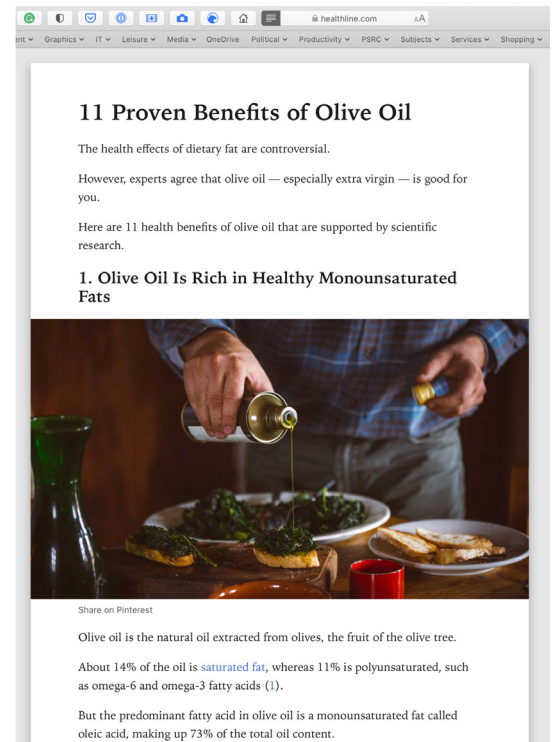 healthline.com
AA
ent Graphics IT Leisure Media OneDrive Political Productivity PSRC Subjects Services Shopping
11 Proven Benefits of Olive Oil
The health effects of dietary fat are controversial.
However, experts agree that olive oil — especially extra virgin — is good for
you.
Here are 11 health benefits of olive oil that are supported by scientific
research.
1. Olive Oil Is Rich in Healthy Monounsaturated
Fats
Share on Pinterest
Olive oil is the natural oil extracted from olives, the fruit of the olive tree.
About 14% of the oil is saturated fat, whereas 11% is polyunsaturated, such
as omega-6 and omega-3 fatty acids (1).
But the predominant fatty acid in olive oil is a monounsaturated fat called
oleic acid, making up 73% of the total oil content.